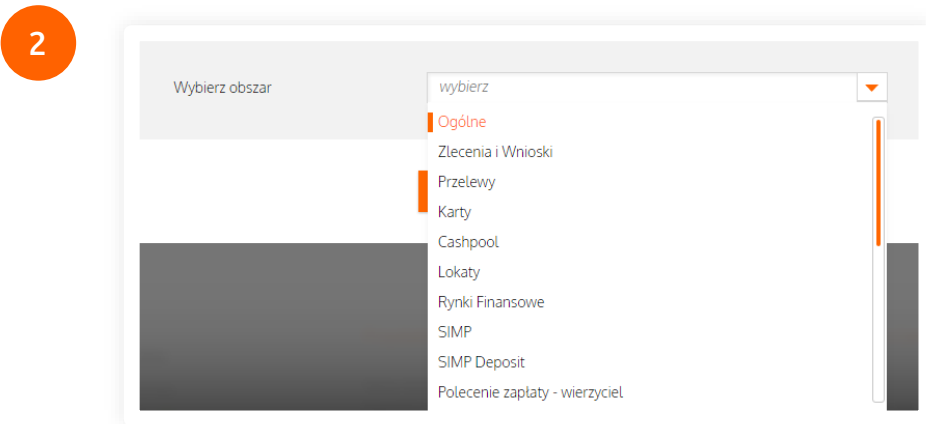 2
Wybierz obszar
wybierz
Ogólne
Zlecenia i Wnioski
Przelewy
Karty
Cashpool
Lokaty
Rynki Finansowe
SIMP
SIMP Deposit
Polecenie zapłaty - wierzyciel